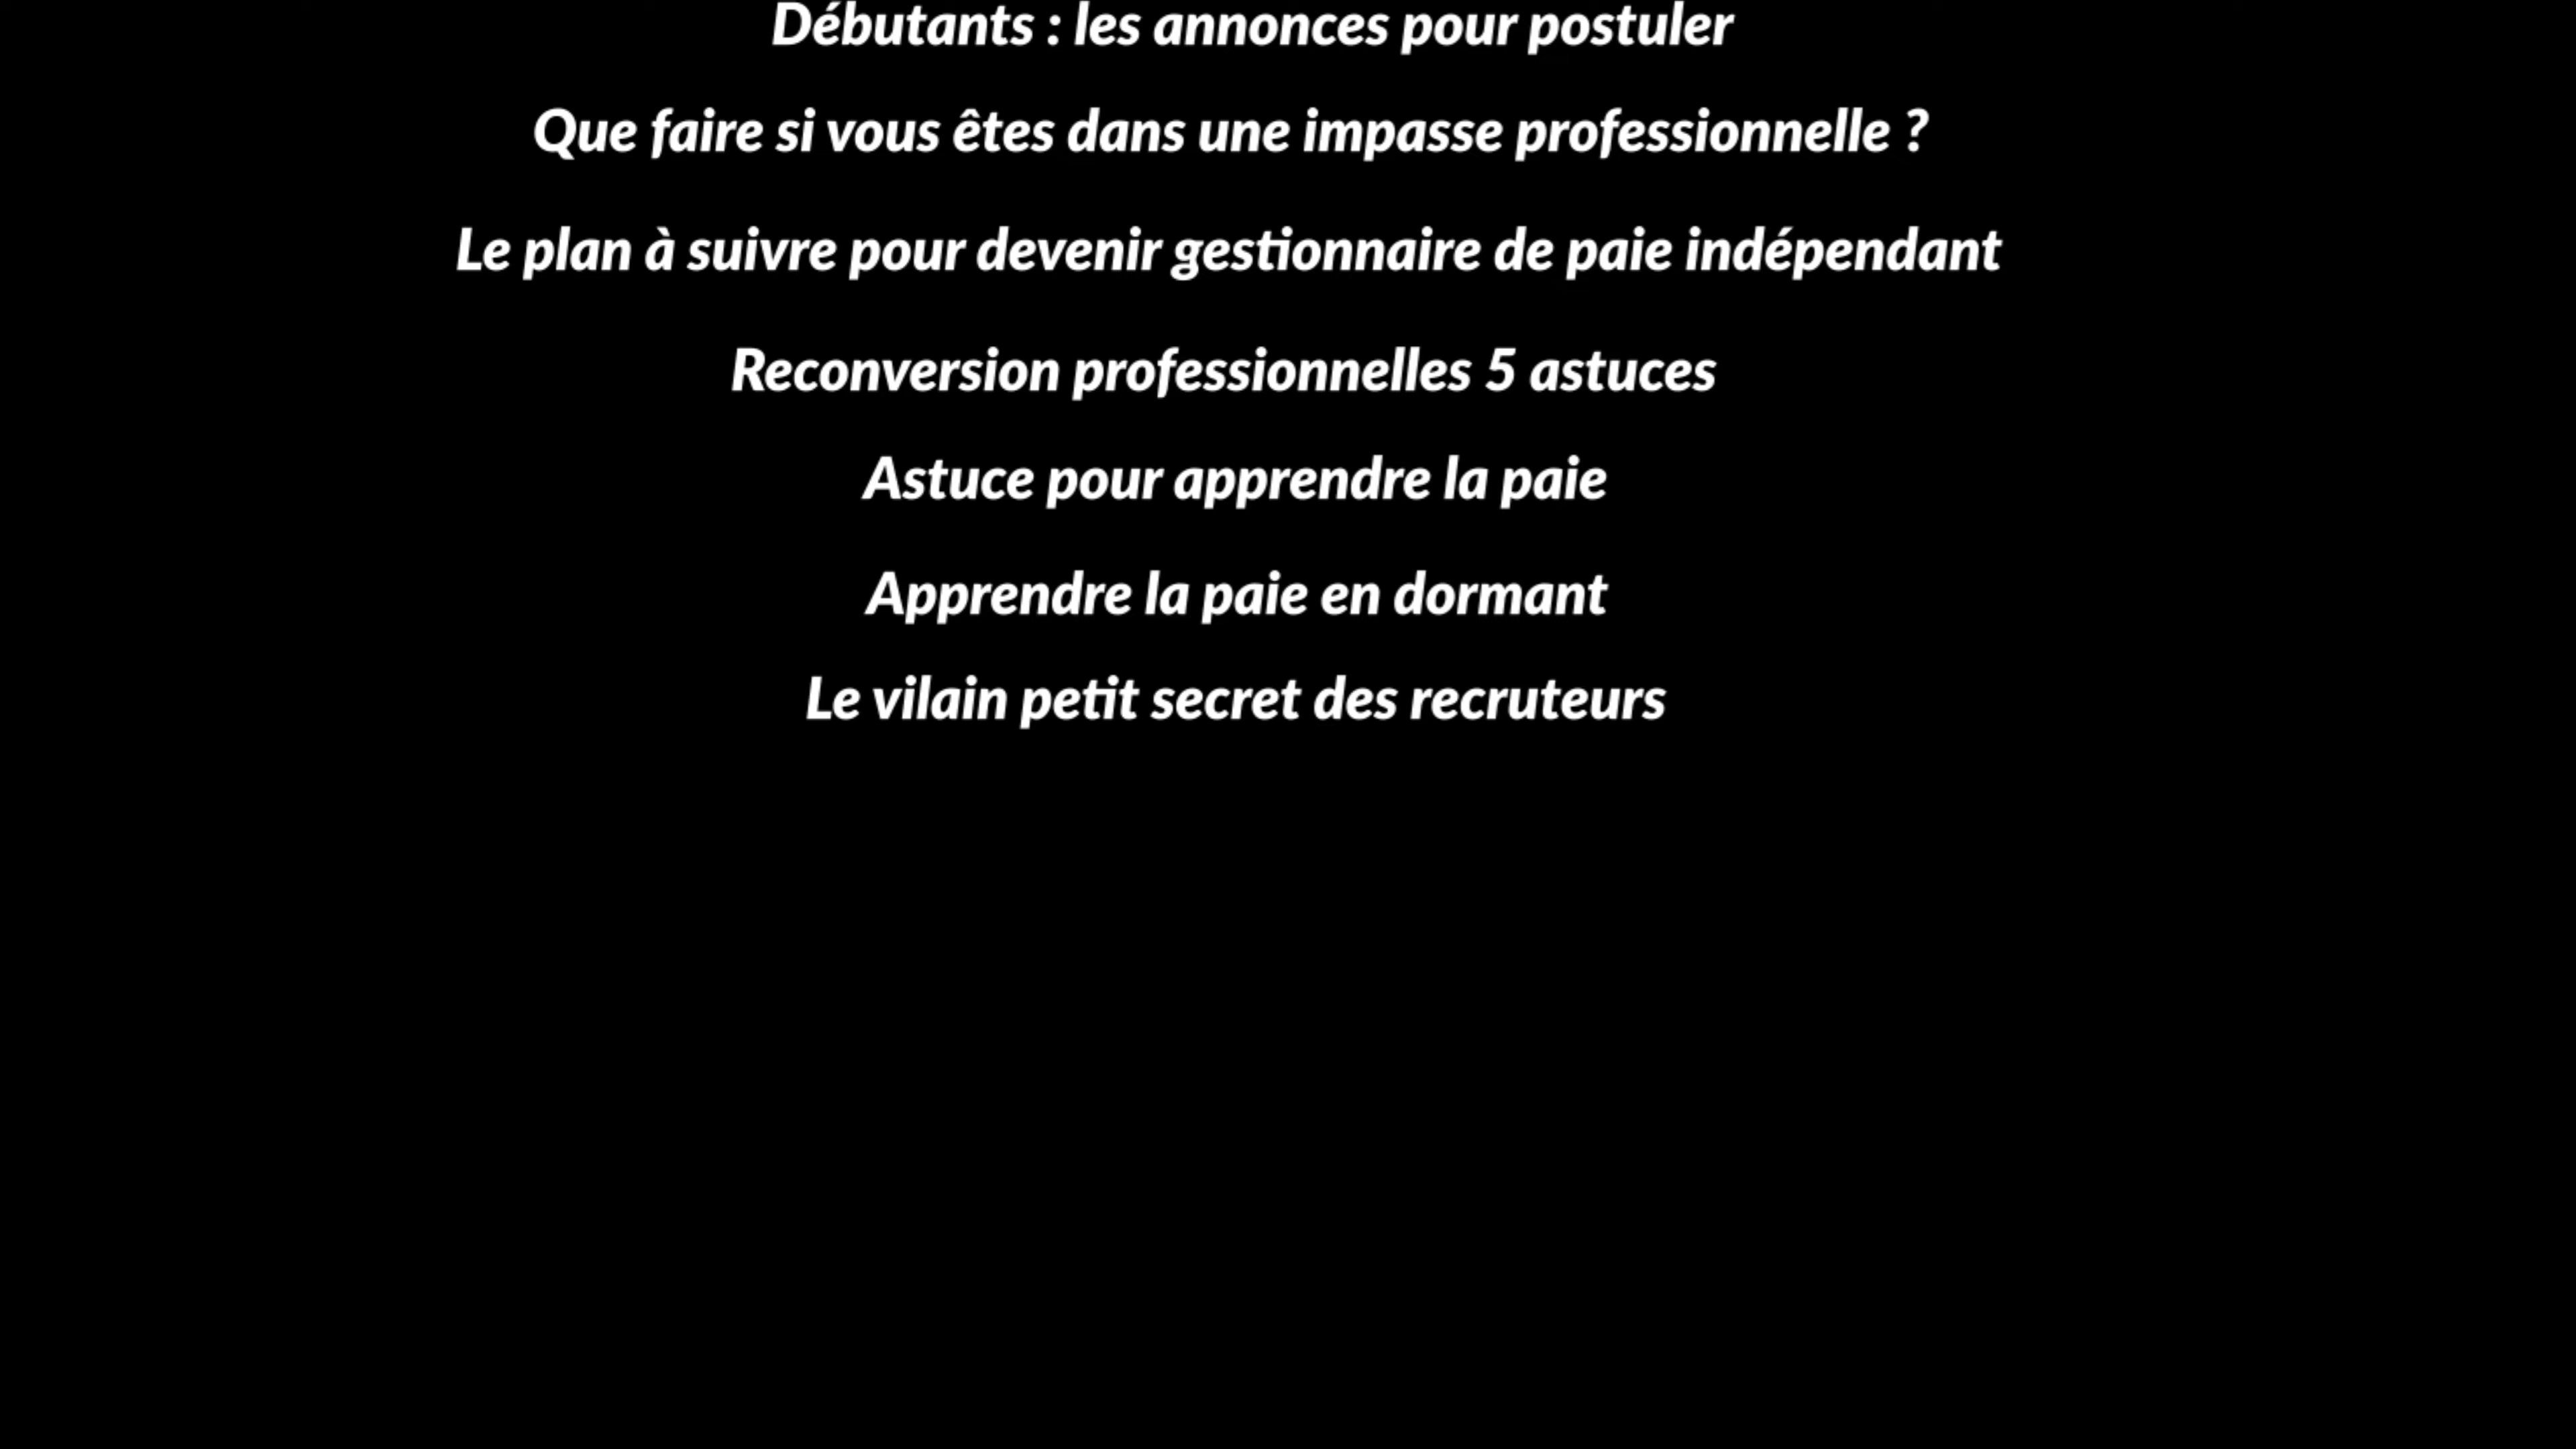 Débutants : les annonces pour postuler
Que faire si vous êtes dans une impasse professionnelle ?
Le plan à suivre pour devenir gestionnaire de paie indépendant
Reconversion professionnelles 5 astuces
Astuce pour apprendre la paie
Apprendre la paie en dormant
Le vilain petit secret des recruteurs